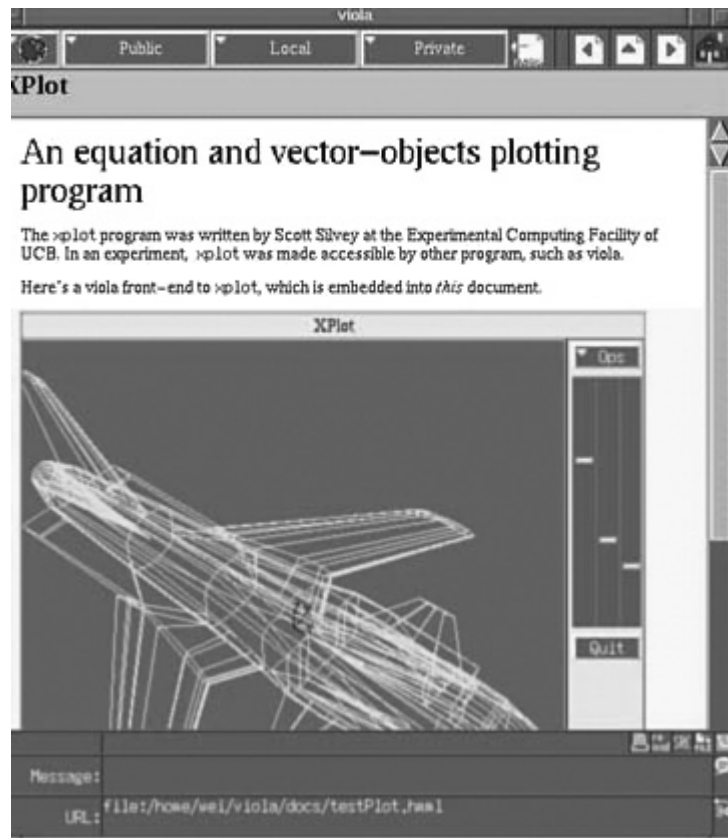 viola
Public Local Private
XPlot
An equation and vector–objects plotting
program
The xplot program was written by Scott Silvey at the Experimental Computing Facility of
UCB. In an experiment, xplot was made accessible by other program, such as viola.
Here's a viola front–end to xplot, which is embedded into this document.
XPlot
Ops
Quit
Message:
URL: file:/home/wei/viola/docs/testPlot.hmml